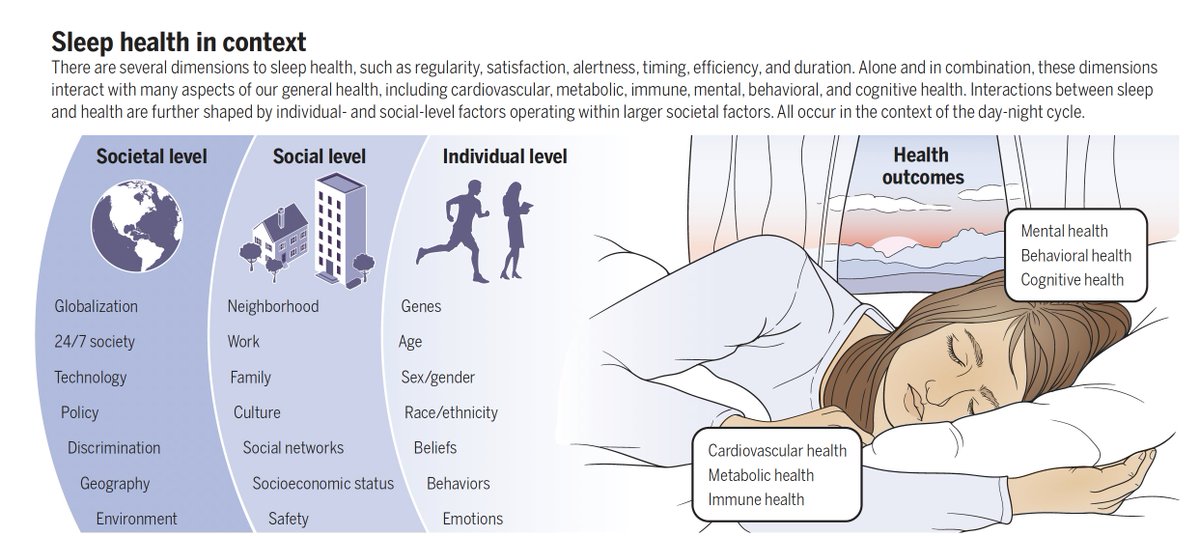 Sleep health in context
There are several dimensions to sleep health, such as regularity, satisfaction, alertness, timing, efficiency, and duration. Alone and in combination, these dimensions
interact with many aspects of our general health, including cardiovascular, metabolic, immune, mental, behavioral, and cognitive health. Interactions between sleep
and health are further shaped by individual- and social-level factors operating within larger societal factors. All occur in the context of the day-night cycle.
Societal level
Globalization
24/7 society
Technology
Policy
Discrimination
Geography
Environment
Social level
Neighborhood
Work
Family
Culture
Social networks
Socioeconomic status
Safety
Individual level
Genes
Age
Sex/gender
Race/ethnicity
Beliefs
Behaviors
Emotions
Health
outcomes
Mental health
Behavioral health
Cognitive health
Cardiovascular health
Metabolic health
Immune health